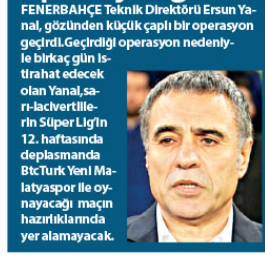 FENERBAHÇE Teknik Direktörü Ersun Ya-
nal, gözünden küçük çaplı bir operasyon
geçirdi.Geçirdiği operasyon nedeniy-
le birkaç gün is-
tirahat edecek
olan Yanal,sa-
rı-lacivertlile-
rin Süper Lig'in
12. haftasında
deplasmanda
BtcTurk Yeni Ma-
latyaspor ile oy-
nayacağı maçın
hazırlıklarında
yer alamayacak.